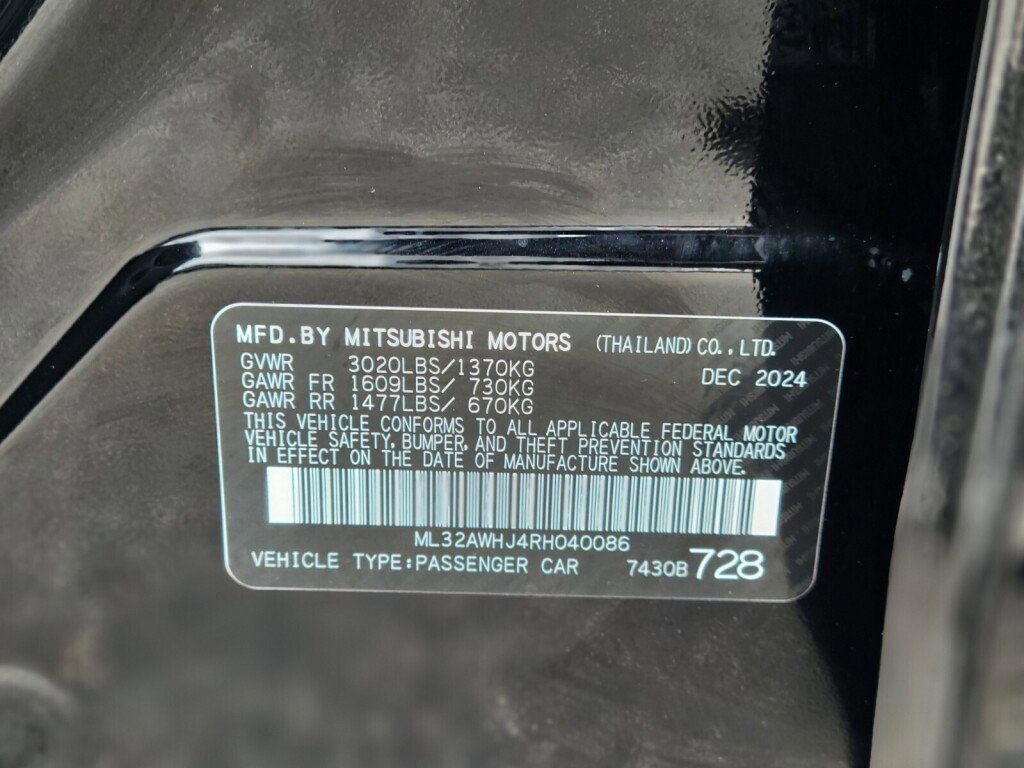 MFD.BY MITSUBISHI MOTORS (THAILAND) CO., LTD.
GVWR 3020LBS/1370KG
DEC 2024
GAWR FR 1609LBS/ 730KG
GAWR RR 1477LBS/ 670KG
THIS VEHICLE CONFORMS TO ALL APPLICABLE FEDERAL MOTOR
VEHICLE SAFETY, BUMPER, AND THEFT PREVENTION STANDARDS
IN EFFECT ON THE DATE OF MANUFACTURE SHOWN ABOVE.
ML32AWHJ4RH040086
VEHICLE TYPE:PASSENGER CAR 7430B 728